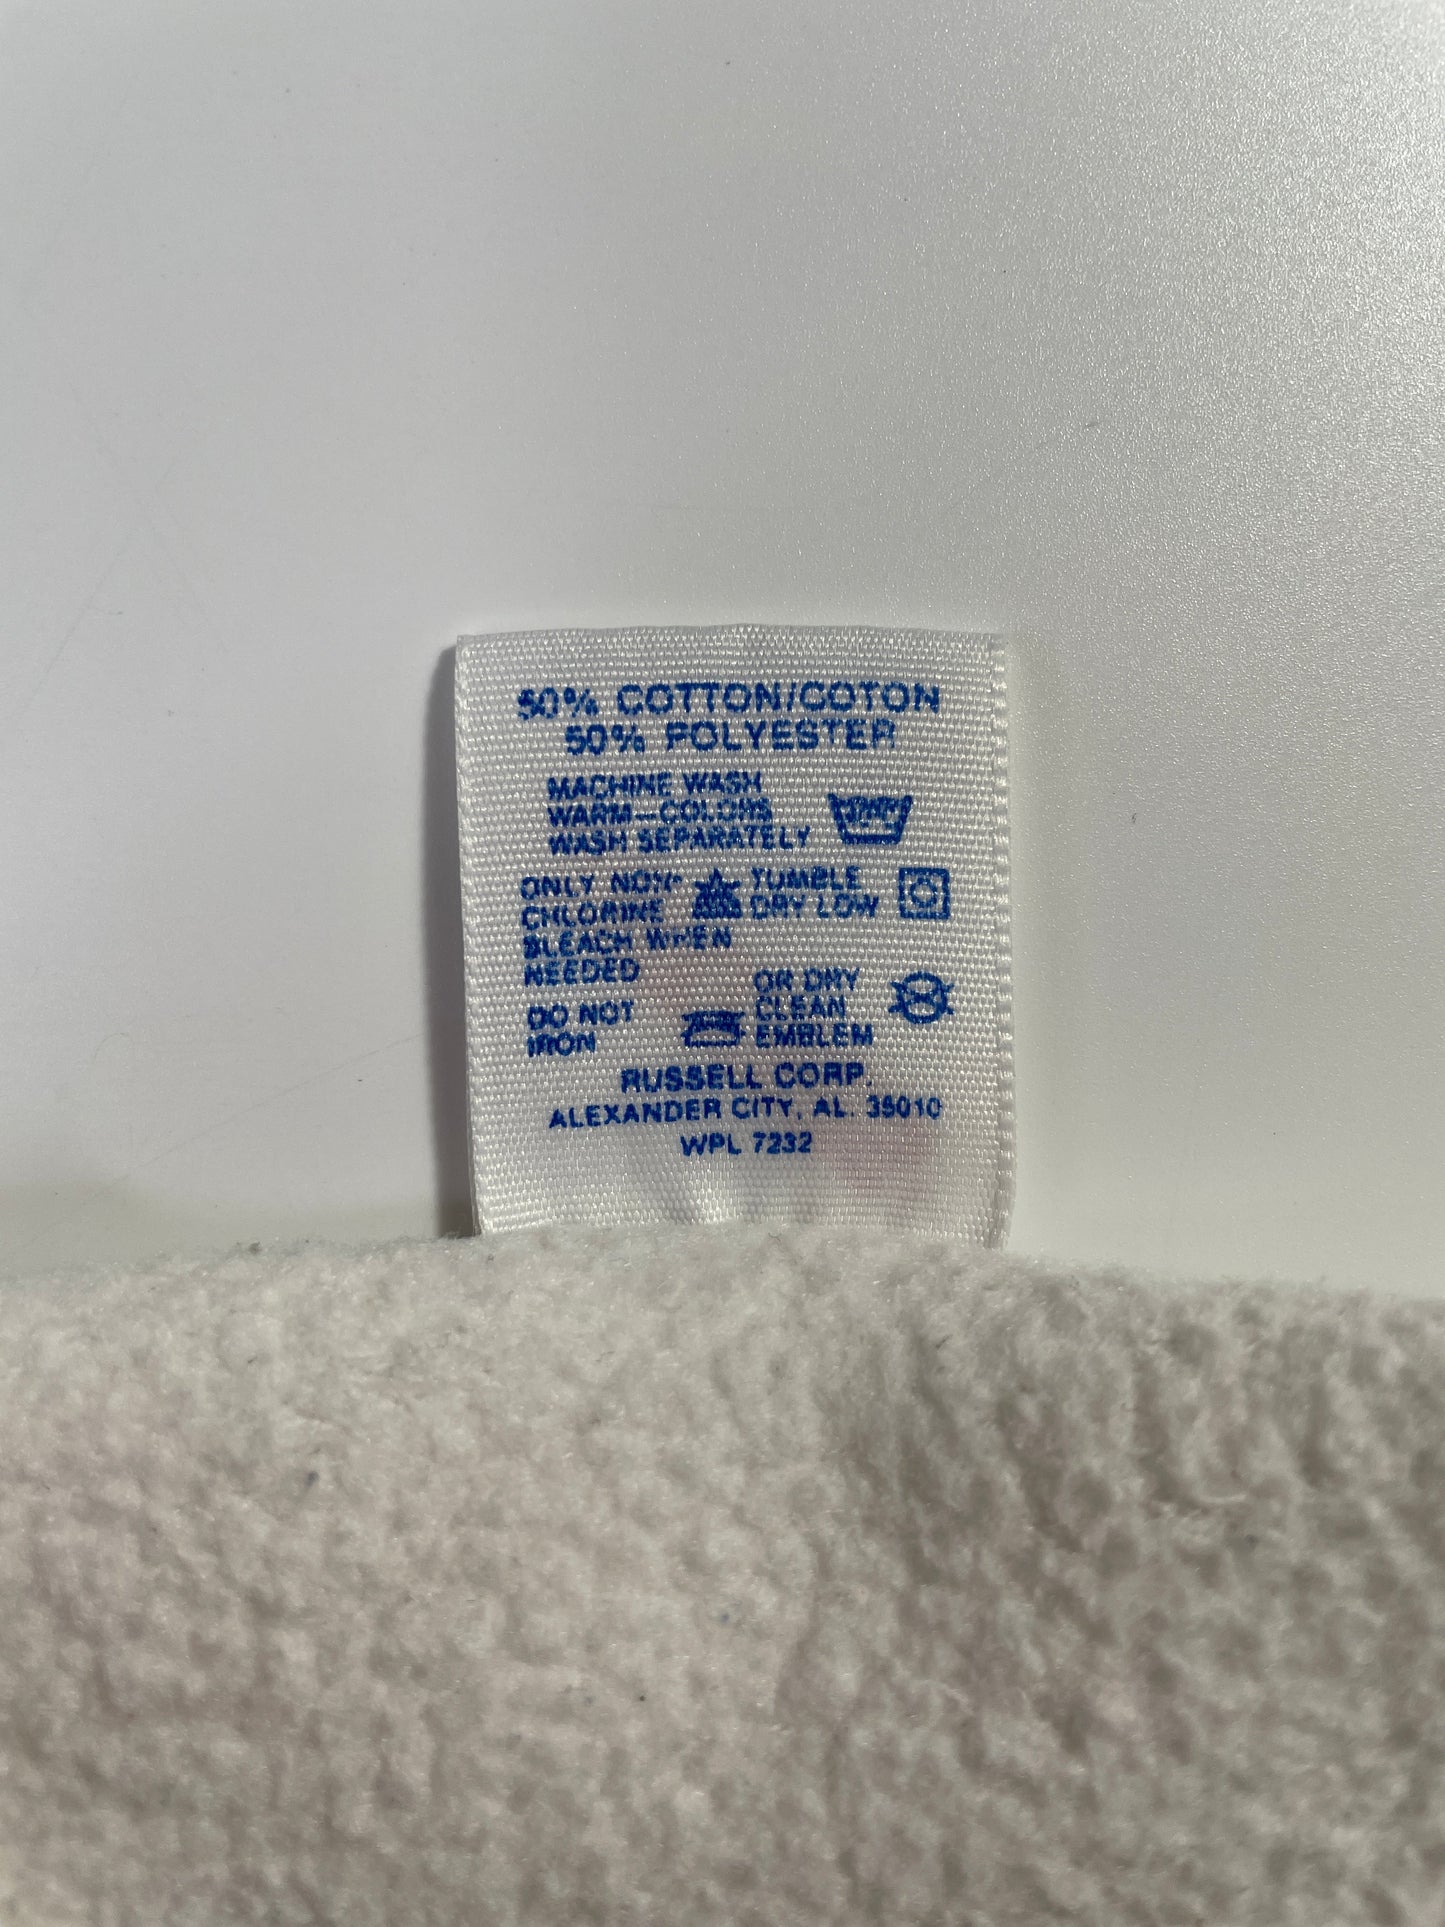 50% COTTON/COTON
50% POLYESTER
MACHINE WASH
WARM-COLORS
WASH SEPARATELY
ONLY NON-
CHLORINE
BLEACH WHEN
NEEDED
TUMBLE
DRY LOW
DO NOT
IRON
OR DRY
CLEAN
EMBLEM
RUSSELL CORP.
ALEXANDER CITY, AL. 35010
WPL 7232